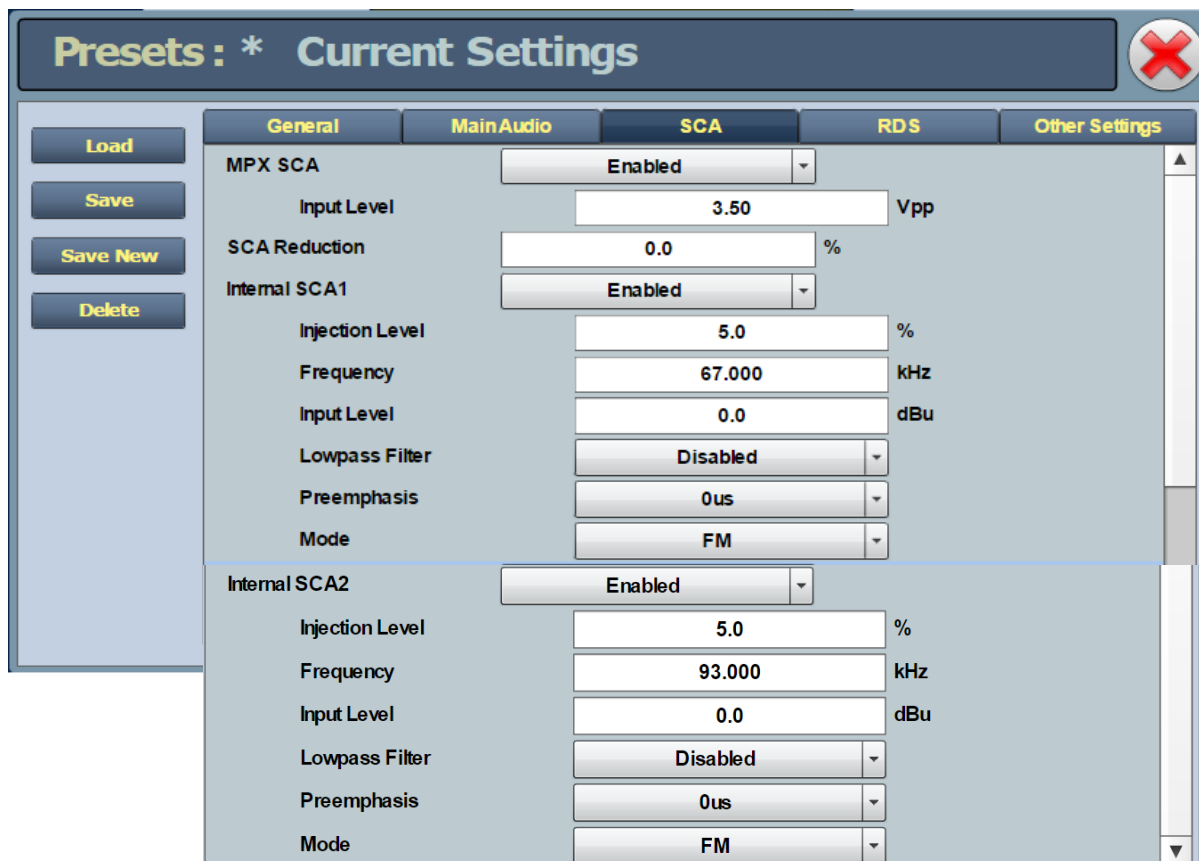 Presets : * Current Settings
General MainAudio SCA RDS Other Settings
Load
Save
Save New
Delete
MPX SCA Enabled
Input Level 3.50 Vpp
SCA Reduction 0.0 %
Internal SCA1 Enabled
Injection Level 5.0 %
Frequency 67.000 kHz
Input Level 0.0 dBu
Lowpass Filter Disabled
Preemphasis 0us
Mode FM
Internal SCA2 Enabled
Injection Level 5.0 %
Frequency 93.000 kHz
Input Level 0.0 dBu
Lowpass Filter Disabled
Preemphasis 0us
Mode FM